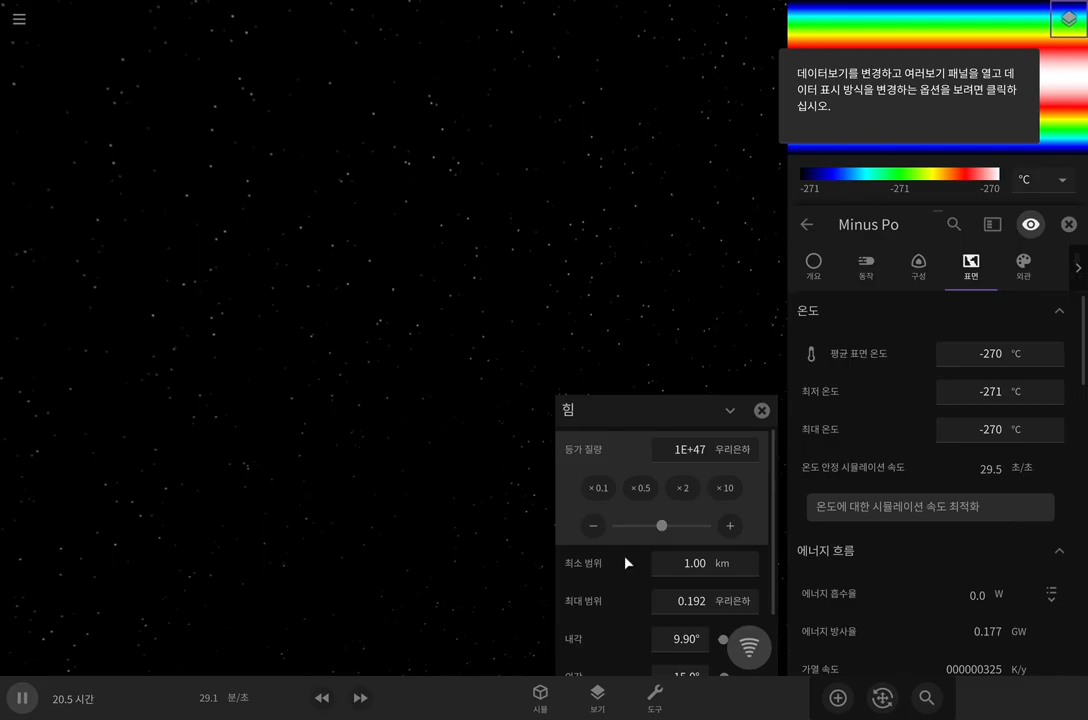 데이터보기를 변경하고 여러보기 패널을 열고 데
이터 표시 방식을 변경하는 옵션을 보려면 클릭하
십시오.
-271 -271 -270 °C
Minus Po
개요 동작 구성 표면 외관
온도
평균 표면 온도 -270 °C
최저 온도 -271 °C
최대 온도 -270 °C
온도 안정 시뮬레이션 속도 29.5 초/초
온도에 대한 시뮬레이션 속도 최적화
에너지 흐름
에너지 흡수율 0.0 W
에너지 방사율 0.177 GW
가열 속도 000000325 K/y
힘
등가 질량 1E+47 우리은하
×0.1 ×0.5 ×2 ×10
최소 범위 1.00 km
최대 범위 0.192 우리은하
내각 9.90°
20.5 시간 29.1 분/초
시뮬 보기 도구